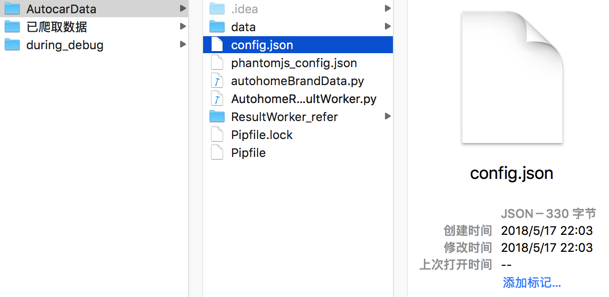 AutocarData
已爬取数据
during_debug
.idea
data
config.json
phantomjs_config.json
autohomeBrandData.py
AutohomeR...ultWorker.py
ResultWorker_refer
Pipfile.lock
Pipfile
config.json
JSON－330 字节
创建时间 2018/5/17 22:03
修改时间 2018/5/17 22:03
上次打开时间 --
添加标记...